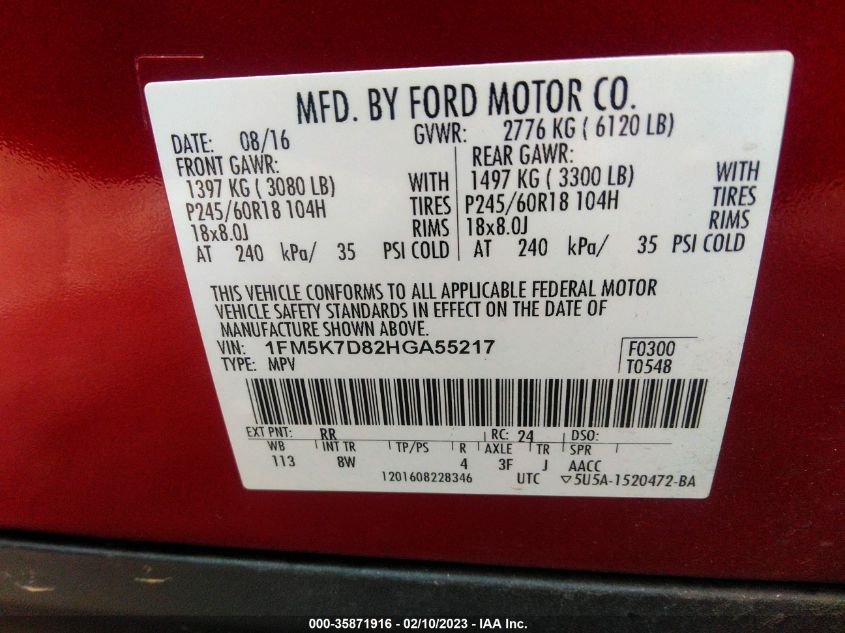 MFD. BY FORD MOTOR CO.
DATE: 08/16 GVWR: 2776 KG ( 6120 LB)
FRONT GAWR: REAR GAWR:
1397 KG ( 3080 LB) WITH 1497 KG ( 3300 LB) WITH
P245/60R18 104H TIRES P245/60R18 104H TIRES
18x8.0J RIMS 18x8.0J RIMS
AT 240 kPa/ 35 PSI COLD AT 240 kPa/ 35 PSI COLD
THIS VEHICLE CONFORMS TO ALL APPLICABLE FEDERAL MOTOR
VEHICLE SAFETY STANDARDS IN EFFECT ON THE DATE OF
MANUFACTURE SHOWN ABOVE.
VIN: 1FM5K7D82HGA55217 F0300
TYPE: MPV T0548
EXT PNT: RR RC: 24 DSO:
WB INT TR TP/PS R AXLE TR SPR
113 8W 4 3F J AACC
1201608228346 UTC ▽5U5A-1520472-BA
000-35871916 - 02/10/2023 - IAA Inc.